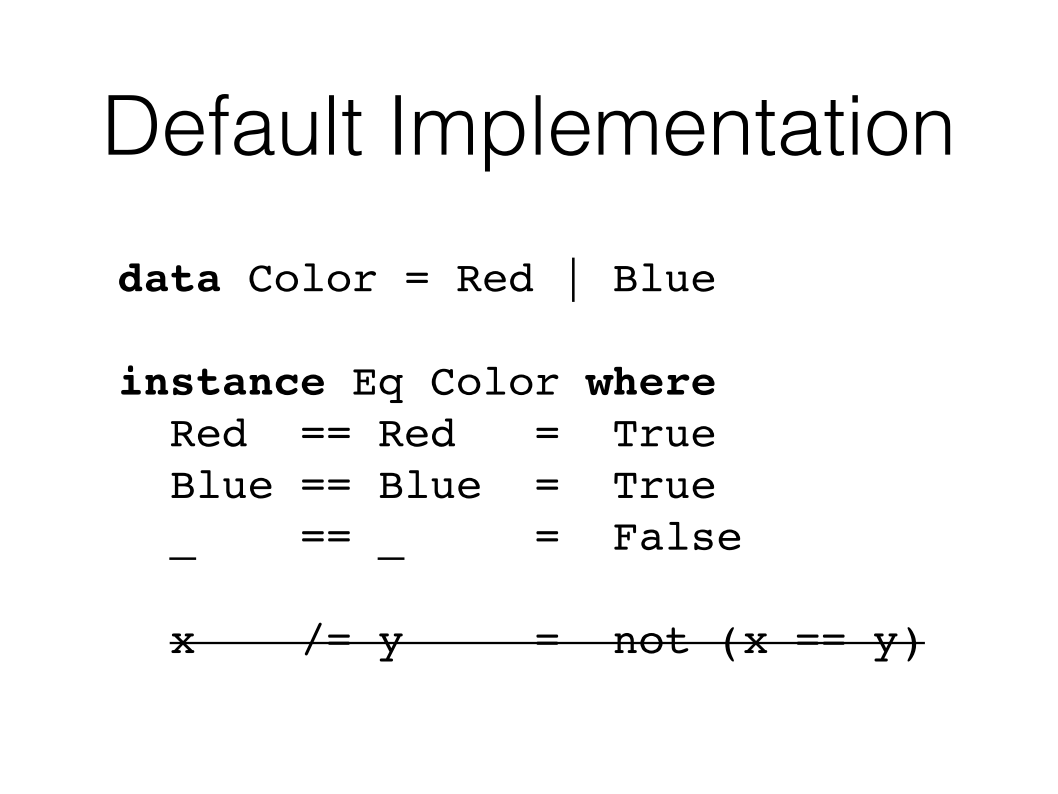 Default Implementation
data Color = Red | Blue
instance Eq Color where
  Red  == Red   =  True
  Blue == Blue  =  True
  _    == _     =  False
  x    /= y     =  not (x == y)